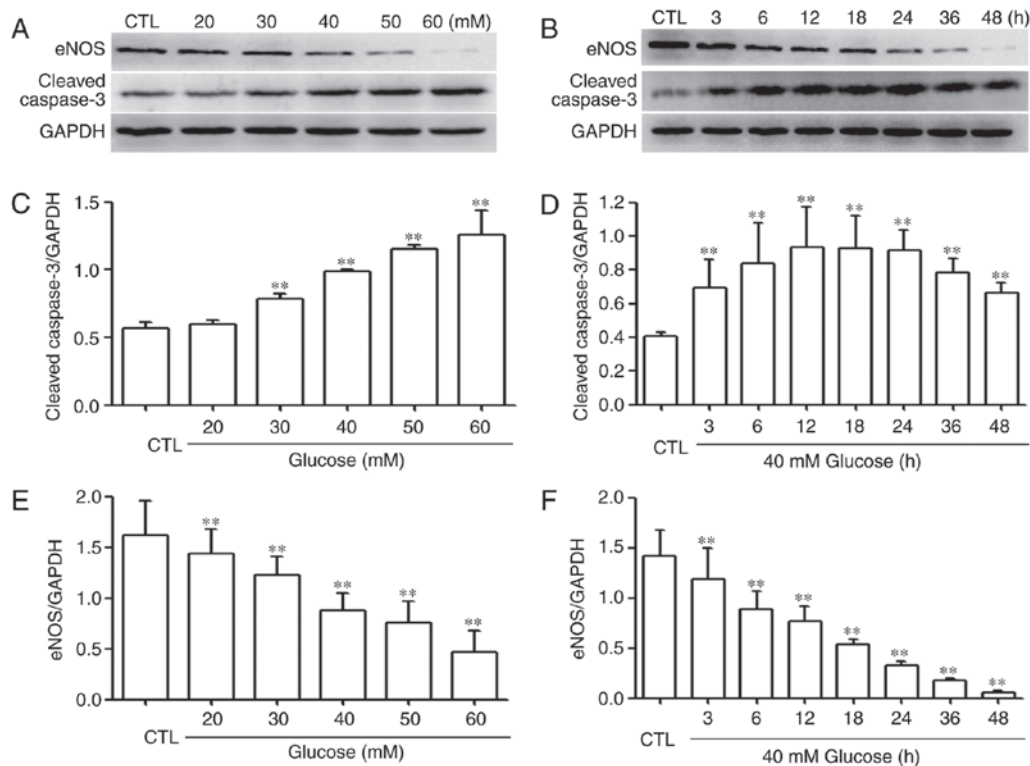 A
CTL 20 30 40 50 60 (mM)
eNOS
Cleaved
caspase-3
GAPDH
B
CTL 3 6 12 18 24 36 48 (h)
eNOS
Cleaved
caspase-3
GAPDH
C
Cleaved caspase-3/GAPDH
1.5
1.0
0.5
0.0
** ** ** **
CTL 20 30 40 50 60
Glucose (mM)
D
Cleaved caspase-3/GAPDH
1.2
1.0
0.8
0.6
0.4
0.2
0.0
** ** ** ** ** ** **
CTL 3 6 12 18 24 36 48
40 mM Glucose (h)
E
eNOS/GAPDH
2.0
1.5
1.0
0.5
0.0
** ** ** ** **
CTL 20 30 40 50 60
Glucose (mM)
F
eNOS/GAPDH
2.0
1.5
1.0
0.5
0.0
** ** ** ** ** ** **
CTL 3 6 12 18 24 36 48
40 mM Glucose (h)